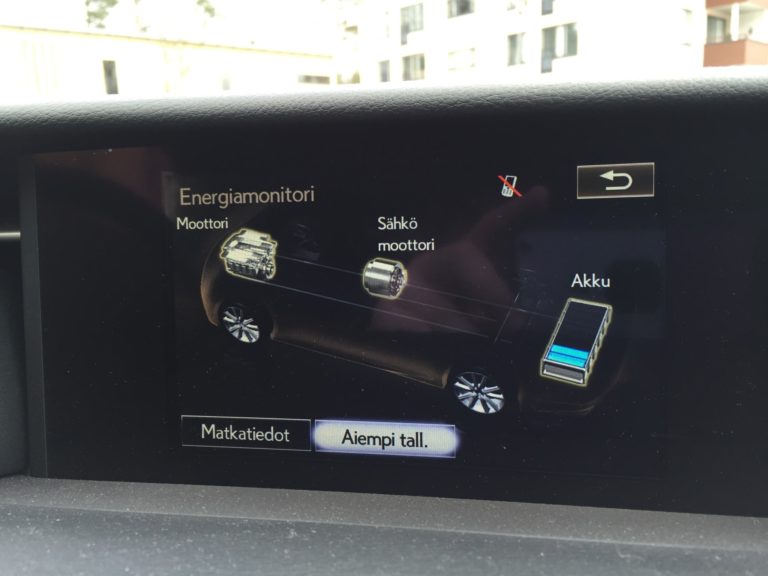 Energiamonitori
Moottori
Sähkö
moottori
Akku
Matkatiedot
Aiempi tall.